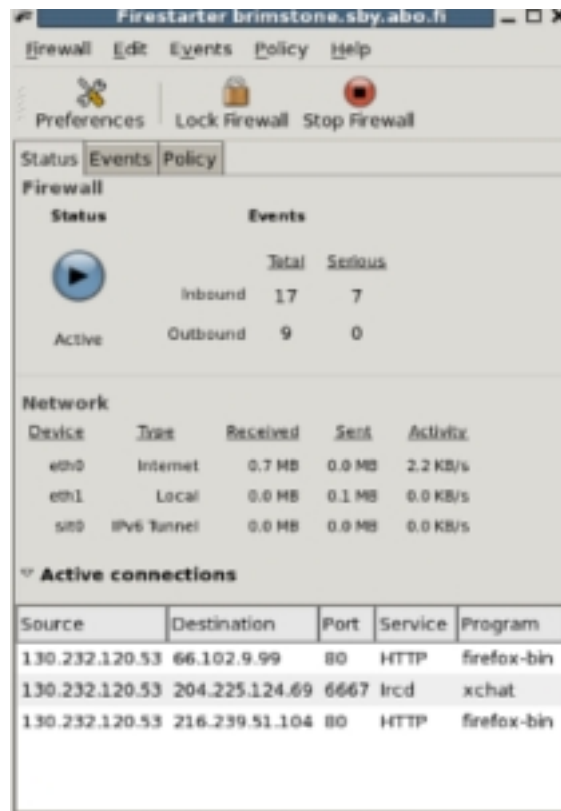 Firestarter brimstone.sby.abo.fi
Firewall Edit Events Policy Help
Preferences Lock Firewall Stop Firewall
Status Events Policy
Firewall
Status Events
Total Serious
Inbound 17 7
Outbound 9 0
Active
Network
Device Type Received Sent Activity
eth0 Internet 0.7 MB 0.0 MB 2.2 KB/s
eth1 Local 0.0 MB 0.1 MB 0.0 KB/s
sit0 IPv6 Tunnel 0.0 MB 0.0 MB 0.0 KB/s
Active connections
Source Destination Port Service Program
130.232.120.53 66.102.9.99 80 HTTP firefox-bin
130.232.120.53 204.225.124.69 6667 Ircd xchat
130.232.120.53 216.239.51.104 80 HTTP firefox-bin